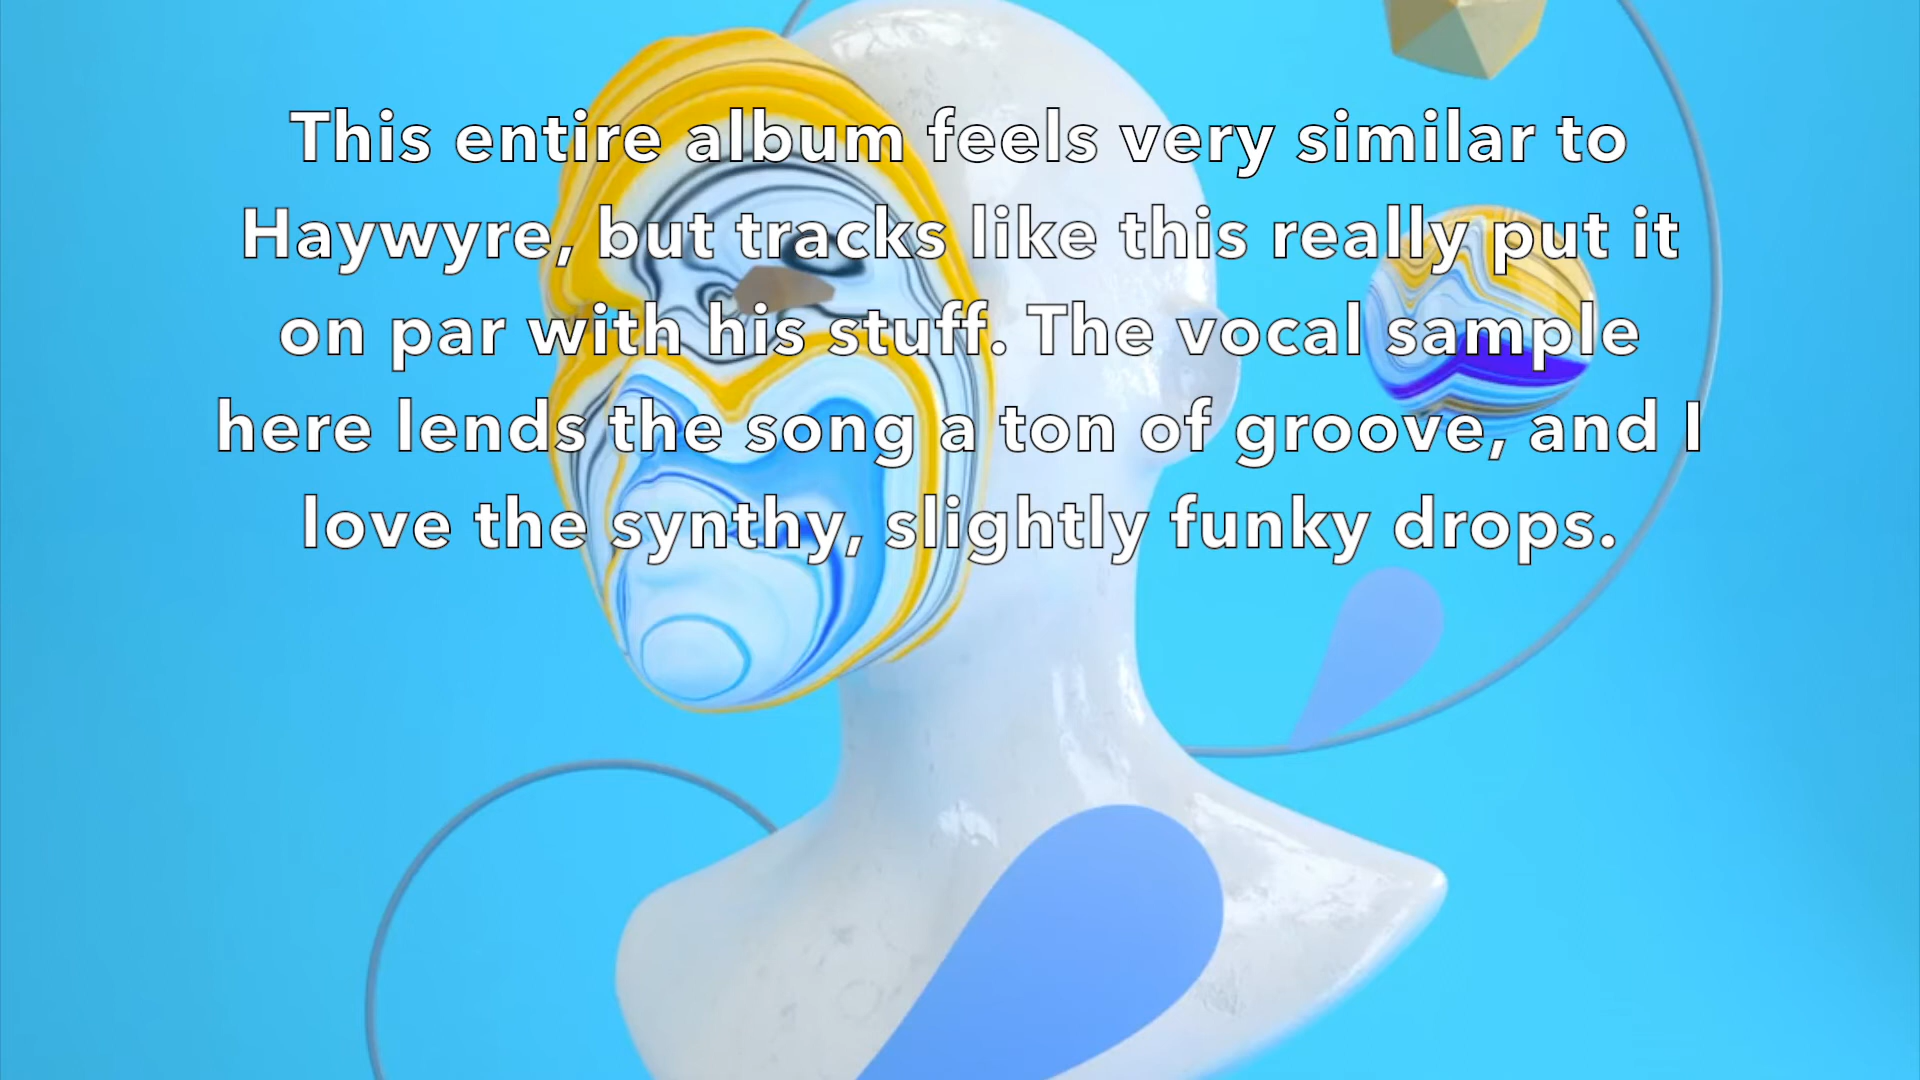 This entire album feels very similar to
Haywyre, but tracks like this really put it
on par with his stuff. The vocal sample
here lends the song a ton of groove, and I
love the synthy, slightly funky drops.